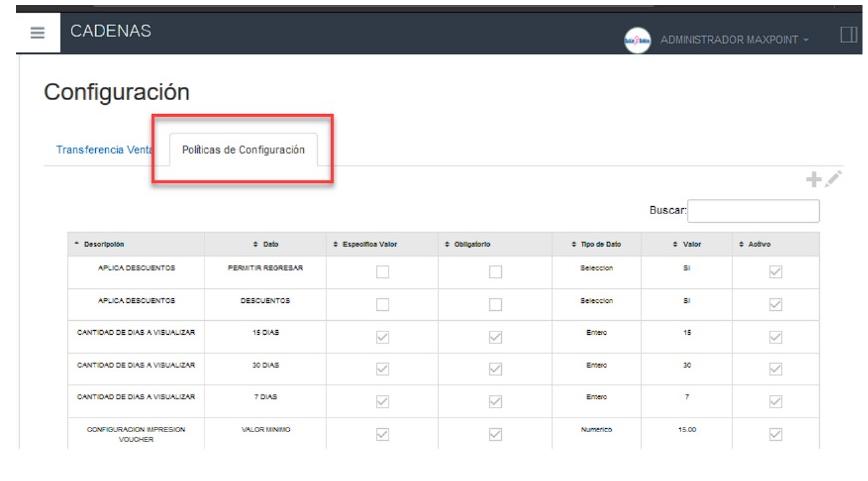 CADENAS
ADMINISTRADOR MAXPOINT
Configuración
Transferencia Venta
Políticas de Configuración
Buscar:
Descripción Dato Especifica Valor Obligatorio Tipo de Dato Valor Activo
APLICA DESCUENTOS PERMITIR REGRESAR Seleccion SI
APLICA DESCUENTOS DESCUENTOS Seleccion SI
CANTIDAD DE DIAS A VISUALIZAR 15 DIAS Entero 15
CANTIDAD DE DIAS A VISUALIZAR 30 DIAS Entero 30
CANTIDAD DE DIAS A VISUALIZAR 7 DIAS Entero 7
CONFIGURACION IMPRESION VALOR MINIMO Numerico 15.00
VOUCHER